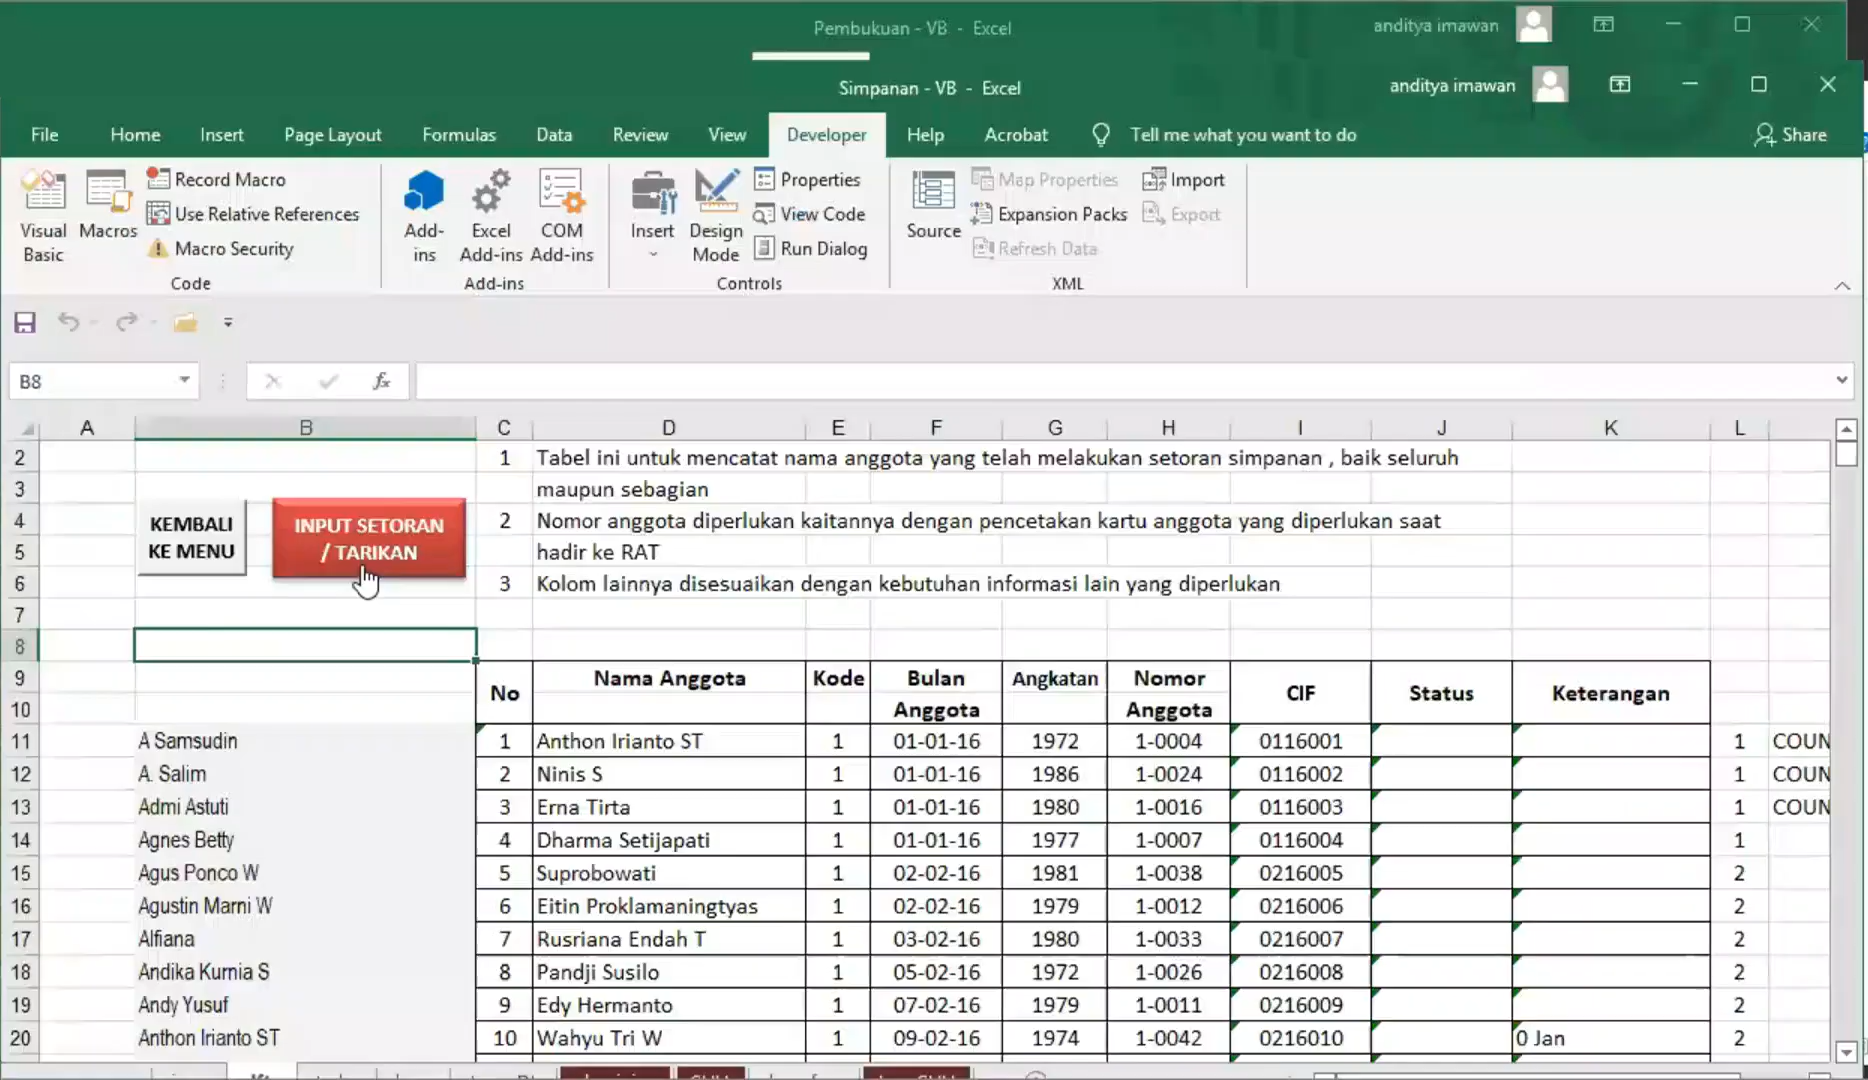 Pembukuan - VB - Excel
anditya imawan
Simpanan - VB - Excel
anditya imawan
File Home Insert Page Layout Formulas Data Review View Developer Help Acrobat Tell me what you want to do Share
Visual Basic
Macros
Record Macro
Use Relative References
Macro Security
Code
Add-ins
Excel Add-ins
COM Add-ins
Add-ins
Insert
Design Mode
Properties
View Code
Run Dialog
Controls
Source
Map Properties
Expansion Packs
Refresh Data
Import
Export
XML
B8
fx
A B C D E F G H I J K L
2 1 Tabel ini untuk mencatat nama anggota yang telah melakukan setoran simpanan , baik seluruh
3 maupun sebagian
KEMBALI
KE MENU
INPUT SETORAN
/ TARIKAN
4 2 Nomor anggota diperlukan kaitannya dengan pencetakan kartu anggota yang diperlukan saat
5 hadir ke RAT
6 3 Kolom lainnya disesuaikan dengan kebutuhan informasi lain yang diperlukan
7
8
9 No Nama Anggota Kode Bulan Angkatan Nomor CIF Status Keterangan
10 Anggota Anggota
11 A Samsudin 1 Anthon Irianto ST 1 01-01-16 1972 1-0004 0116001 1 COUN
12 A. Salim 2 Ninis S 1 01-01-16 1986 1-0024 0116002 1 COUN
13 Admi Astuti 3 Erna Tirta 1 01-01-16 1980 1-0016 0116003 1 COUN
14 Agnes Betty 4 Dharma Setijapati 1 01-01-16 1977 1-0007 0116004 1
15 Agus Ponco W 5 Suprobowati 1 02-02-16 1981 1-0038 0216005 2
16 Agustin Marni W 6 Eitin Proklamaningtyas 1 02-02-16 1979 1-0012 0216006 2
17 Alfiana 7 Rusriana Endah T 1 03-02-16 1980 1-0033 0216007 2
18 Andika Kurnia S 8 Pandji Susilo 1 05-02-16 1972 1-0026 0216008 2
19 Andy Yusuf 9 Edy Hermanto 1 07-02-16 1979 1-0011 0216009 2
20 Anthon Irianto ST 10 Wahyu Tri W 1 09-02-16 1974 1-0042 0216010 0 Jan 2